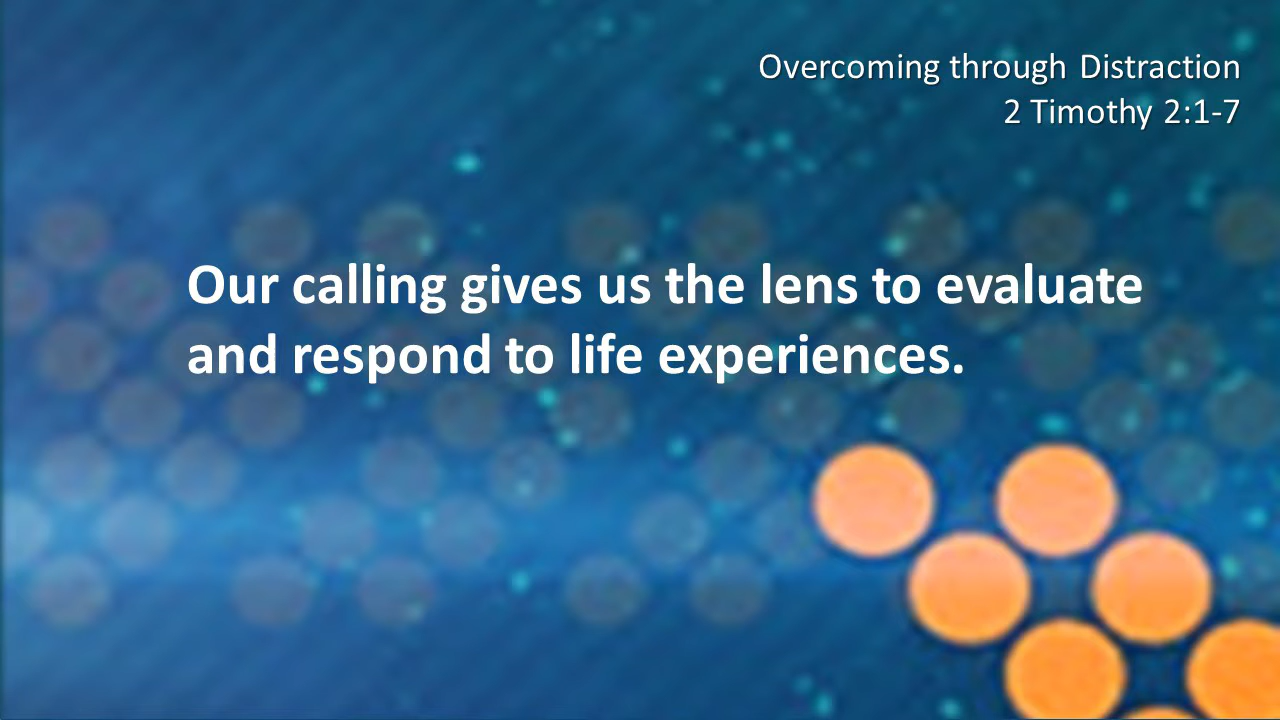 Overcoming through Distraction
2 Timothy 2:1-7
Our calling gives us the lens to evaluate
and respond to life experiences.